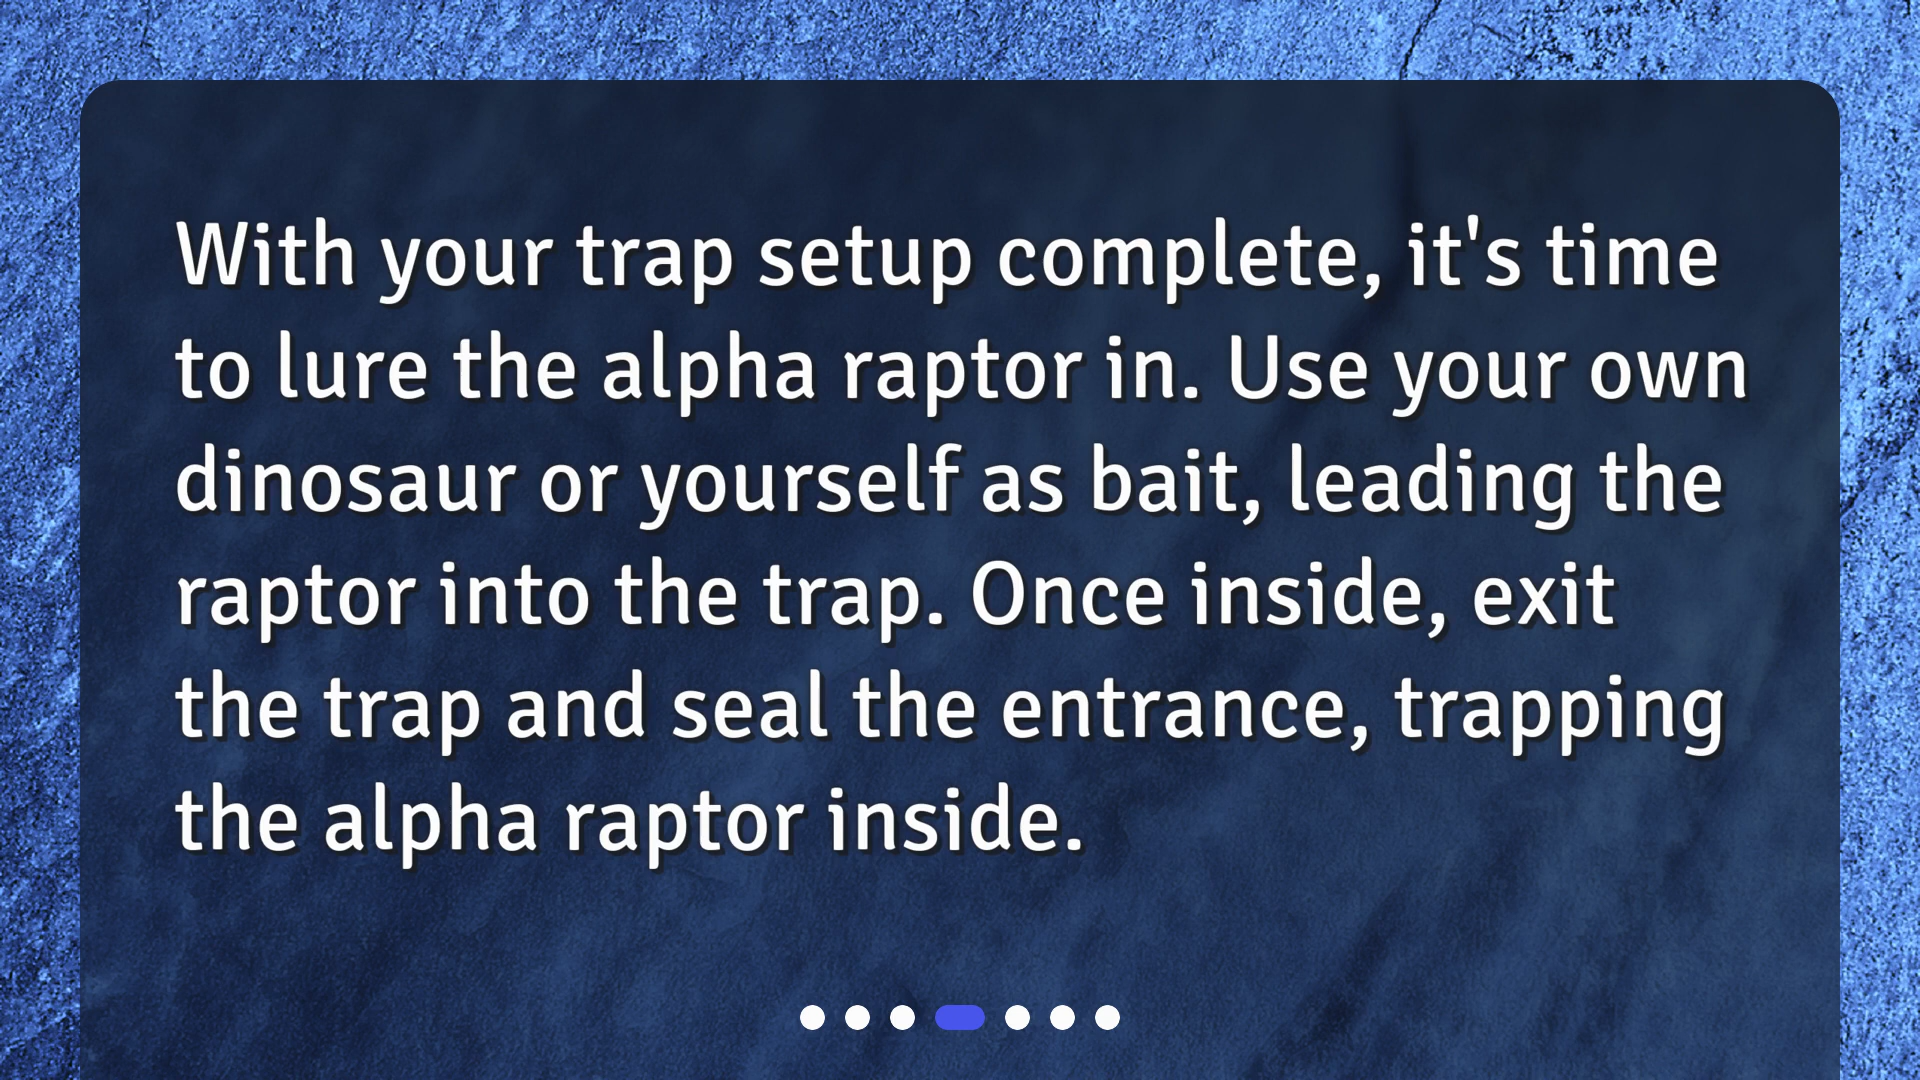 With your trap setup complete, it's time
to lure the alpha raptor in. Use your own
dinosaur or yourself as bait, leading the
raptor into the trap. Once inside, exit
the trap and seal the entrance, trapping
the alpha raptor inside.